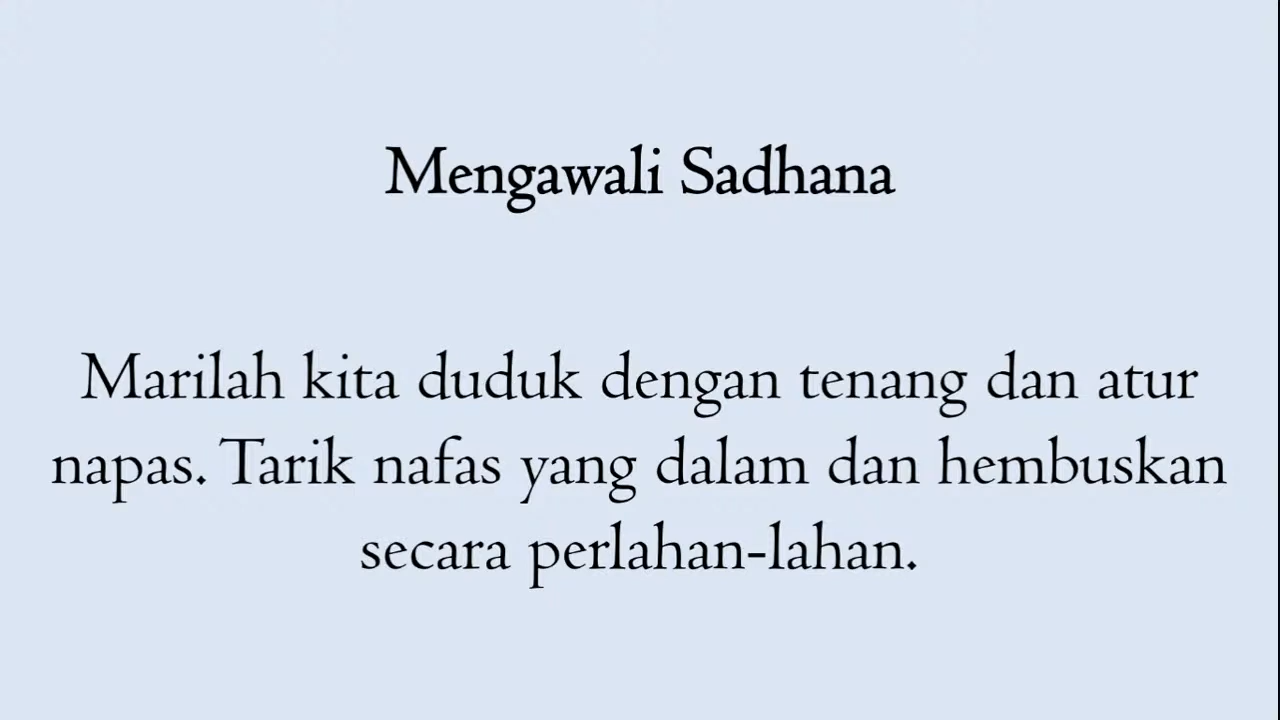 Mengawali Sadhana
Marilah kita duduk dengan tenang dan atur
napas. Tarik nafas yang dalam dan hembuskan
secara perlahan-lahan.